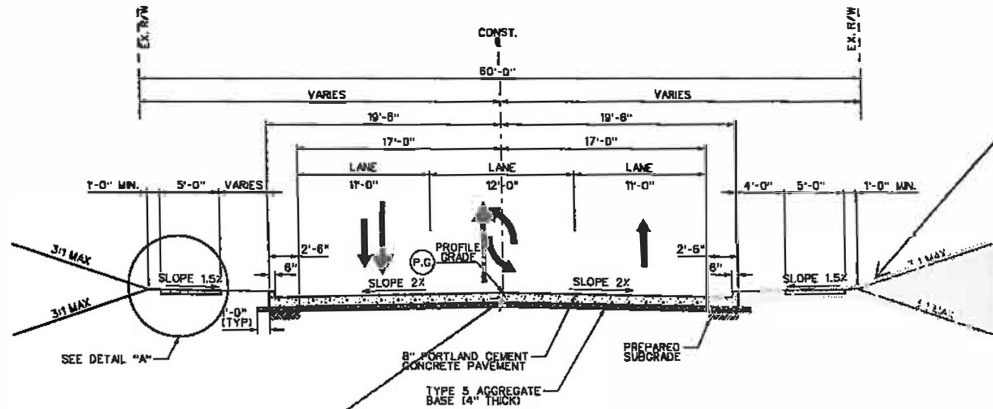 EX. R/W
CONST.
EX. R/W
60'-0"
VARIES
VARIES
19'-6"
19'-6"
17'-0"
17'-0"
LANE
LANE
LANE
1'-0" MIN.
5'-0"
VARIES
11'-0"
12'-0"
11'-0"
4'-0"
5'-0"
1'-0" MIN.
3:1 MAX
2'-6"
P.G
PROFILE
GRADE
2'-6"
SLOPE 1.5%
6"
SLOPE 2%
SLOPE 2%
6"
SLOPE 1.5%
3:1 MAX
1'-0"
(TYP)
SEE DETAIL "A"
8" PORTLAND CEMENT
CONCRETE PAVEMENT
PREPARED
SUBGRADE
TYPE 5 AGGREGATE
BASE (4" THICK)